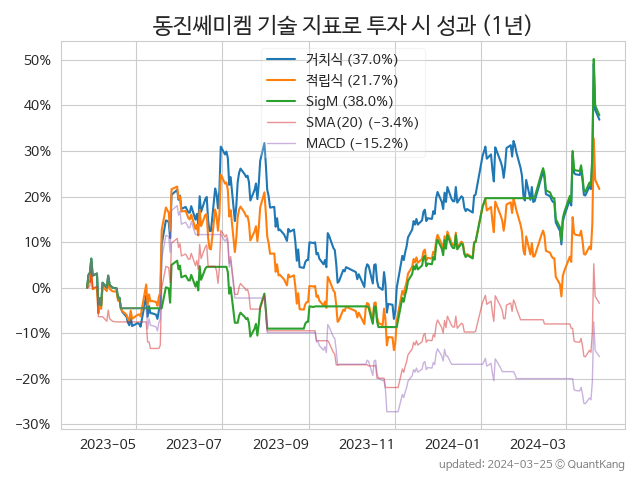 동진쎄미켐 기술 지표로 투자 시 성과 (1년)
거치식 (37.0%)
적립식 (21.7%)
SigM (38.0%)
SMA(20) (−3.4%)
MACD (−15.2%)
50%
40%
30%
20%
10%
0%
−10%
−20%
−30%
2023−05
2023−07
2023−09
2023−11
2024−01
2024−03
updated: 2024−03−25 © QuantKang